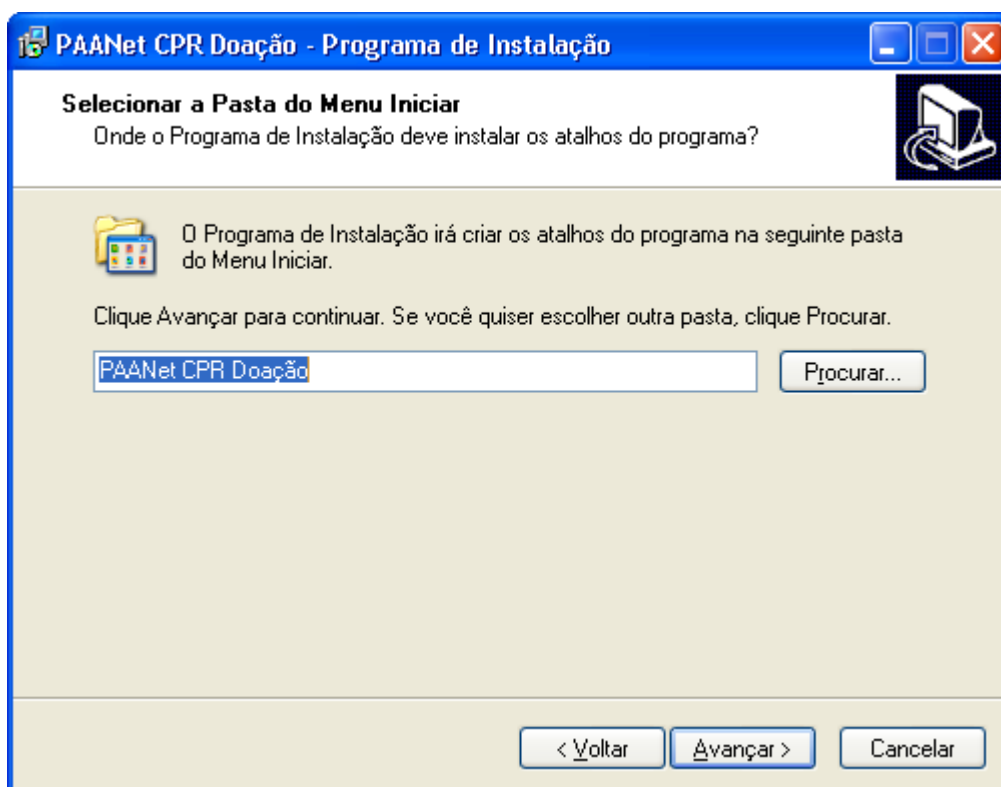 PAANet CPR Doação - Programa de Instalação
Selecionar a Pasta do Menu Iniciar
Onde o Programa de Instalação deve instalar os atalhos do programa?
O Programa de Instalação irá criar os atalhos do programa na seguinte pasta
do Menu Iniciar.
Clique Avançar para continuar. Se você quiser escolher outra pasta, clique Procurar.
PAANet CPR Doação
Procurar...
< Voltar
Avançar >
Cancelar